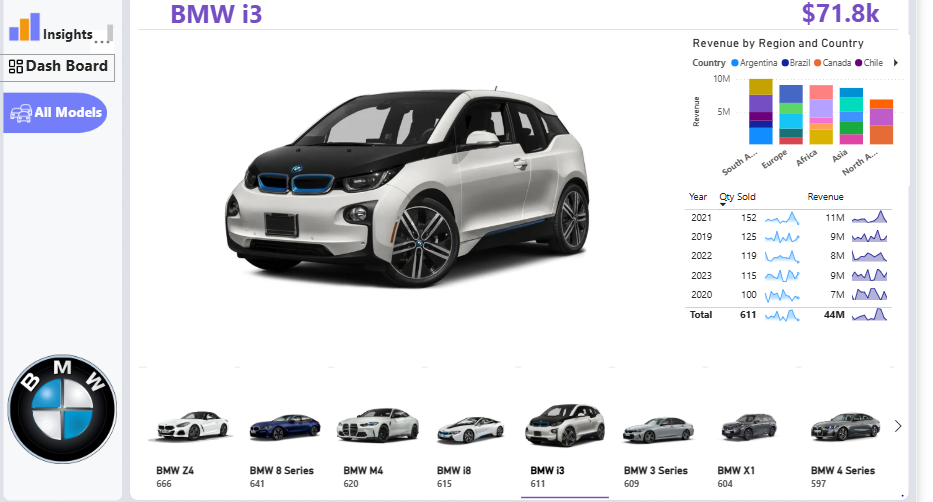 BMW i3
$71.8k
Insights
...
Dash Board
All Models
Revenue by Region and Country
Country Argentina Brazil Canada Chile
Revenue
10M
5M
South A...
Europe
Africa
Asia
North A...
Year Qty Sold Revenue
2021 152 11M
2019 125 9M
2022 119 8M
2023 115 9M
2020 100 7M
Total 611 44M
BMW
BMW Z4
666
BMW 8 Series
641
BMW M4
620
BMW i8
615
BMW i3
611
BMW 3 Series
609
BMW X1
604
BMW 4 Series
597